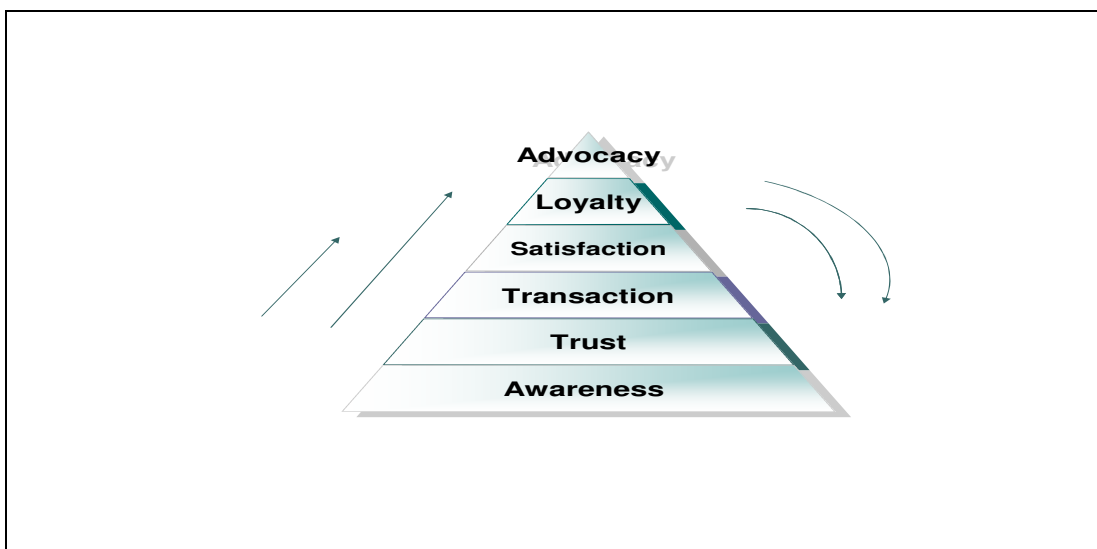 Advocacy
Loyalty
Satisfaction
Transaction
Trust
Awareness